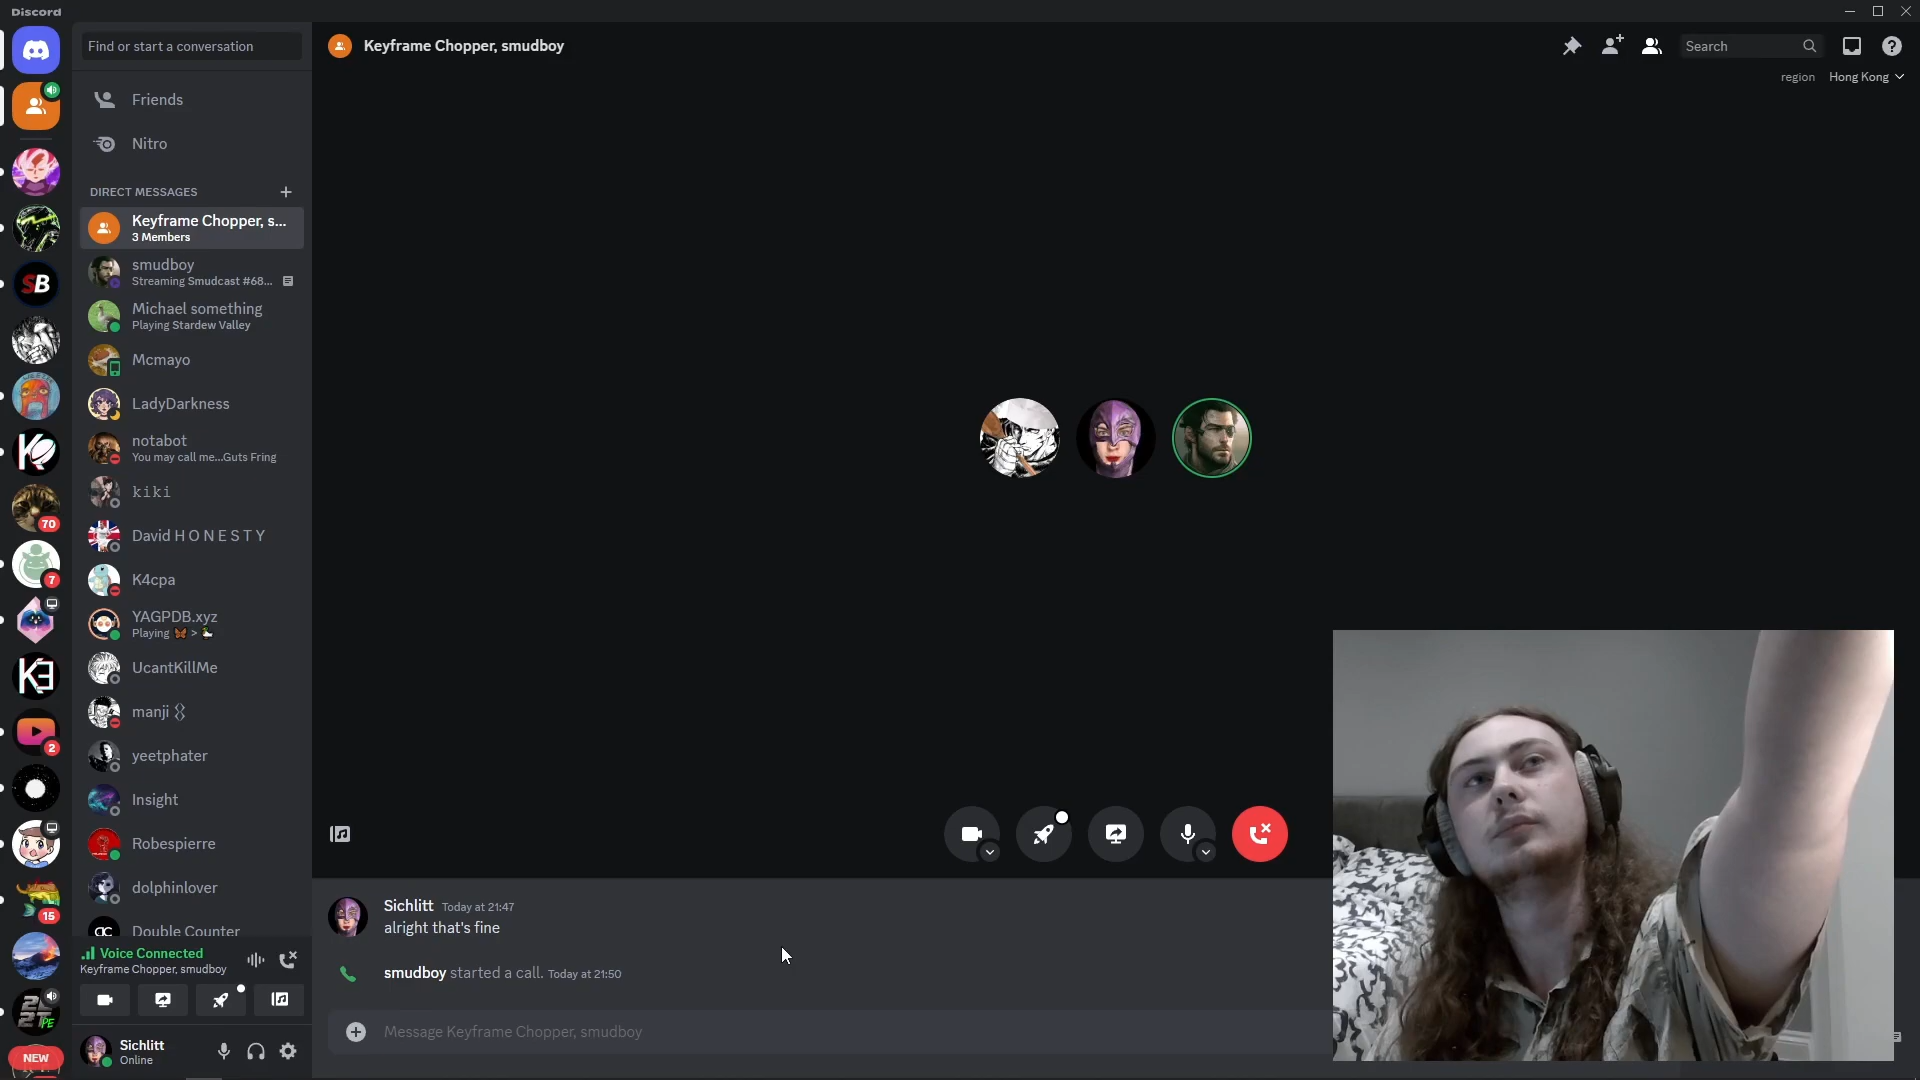 Discord
Find or start a conversation
Keyframe Chopper, smudboy
Search
region Hong Kong
Friends
Nitro
DIRECT MESSAGES
Keyframe Chopper, s...
3 Members
smudboy
Streaming Smudcast #68...
Michael something
Playing Stardew Valley
Mcmayo
LadyDarkness
notabot
You may call me...Guts Fring
kiki
David H O N E S T Y
K4cpa
YAGPDB.xyz
Playing 🦋 > 🦆
UcantKillMe
manji
yeetphater
Insight
Robespierre
dolphinlover
Double Counter
SB
70
7
2
15
NEW
Voice Connected
Keyframe Chopper, smudboy
Sichlitt
Online
Sichlitt Today at 21:47
alright that's fine
smudboy started a call. Today at 21:50
Message Keyframe Chopper, smudboy